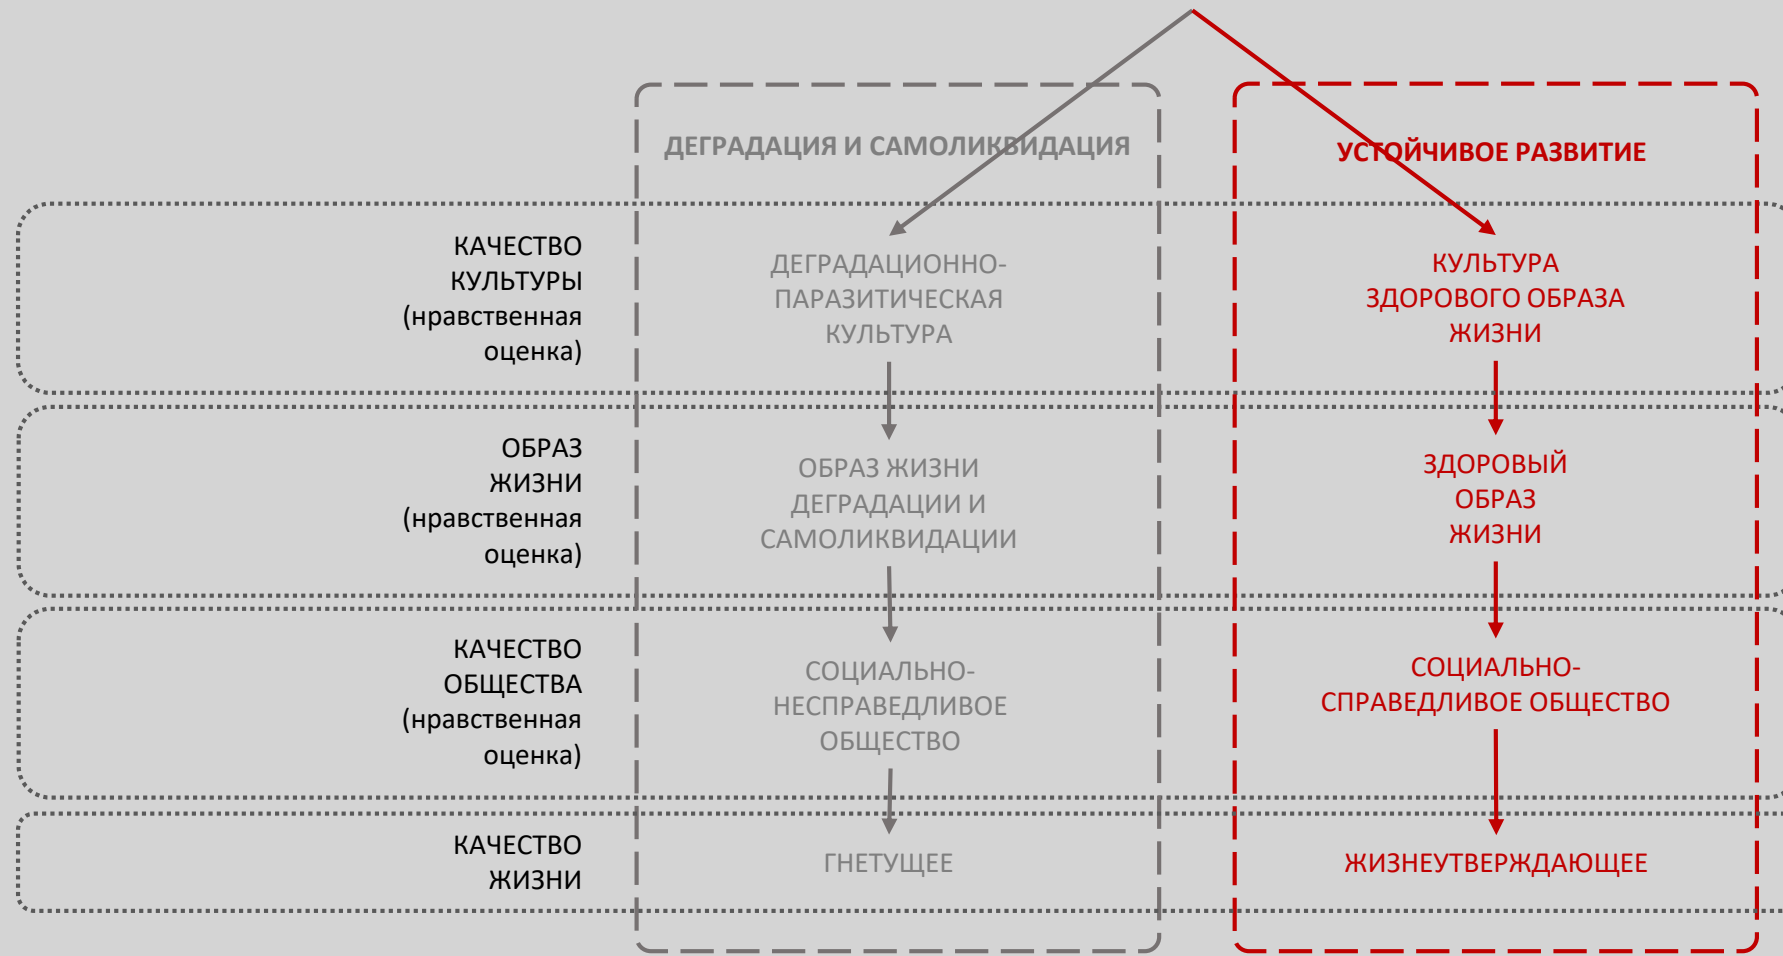 ДЕГРАДАЦИЯ И САМОЛИКВИДАЦИЯ
УСТОЙЧИВОЕ РАЗВИТИЕ
КАЧЕСТВО
КУЛЬТУРЫ
(нравственная
оценка)
ДЕГРАДАЦИОННО-
ПАРАЗИТИЧЕСКАЯ
КУЛЬТУРА
КУЛЬТУРА
ЗДОРОВОГО ОБРАЗА
ЖИЗНИ
ОБРАЗ
ЖИЗНИ
(нравственная
оценка)
ОБРАЗ ЖИЗНИ
ДЕГРАДАЦИИ И
САМОЛИКВИДАЦИИ
ЗДОРОВЫЙ
ОБРАЗ
ЖИЗНИ
КАЧЕСТВО
ОБЩЕСТВА
(нравственная
оценка)
СОЦИАЛЬНО-
НЕСПРАВЕДЛИВОЕ
ОБЩЕСТВО
СОЦИАЛЬНО-
СПРАВЕДЛИВОЕ ОБЩЕСТВО
КАЧЕСТВО
ЖИЗНИ
ГНЕТУЩЕЕ
ЖИЗНЕУТВЕРЖДАЮЩЕЕ